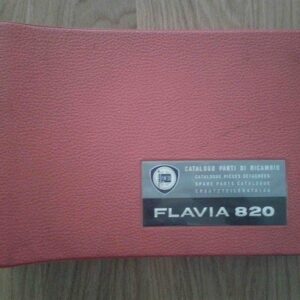 CATALOGO PARTI DI RICAMBIO
CATALOGUE PIECES DETACHEES
SPARE PARTS CATALOGUE
ERSATZTEILKATALOG
FLAVIA 820